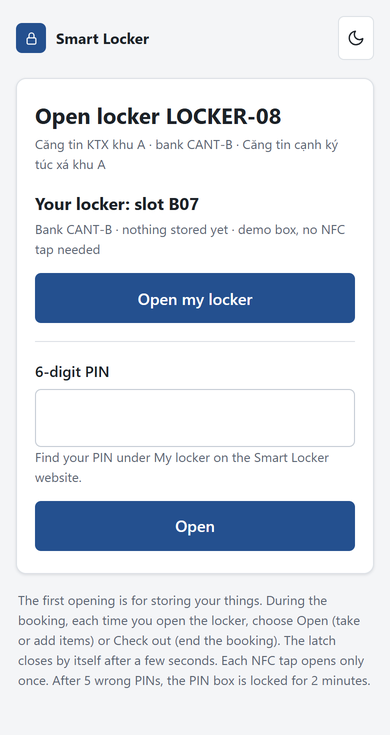 Smart Locker
Open locker LOCKER-08
Căng tin KTX khu A · bank CANT-B · Căng tin cạnh ký
túc xá khu A
Your locker: slot B07
Bank CANT-B · nothing stored yet · demo box, no NFC
tap needed
Open my locker
6-digit PIN
Find your PIN under My locker on the Smart Locker
website.
Open
The first opening is for storing your things. During the
booking, each time you open the locker, choose Open (take
or add items) or Check out (end the booking). The latch
closes by itself after a few seconds. Each NFC tap opens only
once. After 5 wrong PINs, the PIN box is locked for 2 minutes.